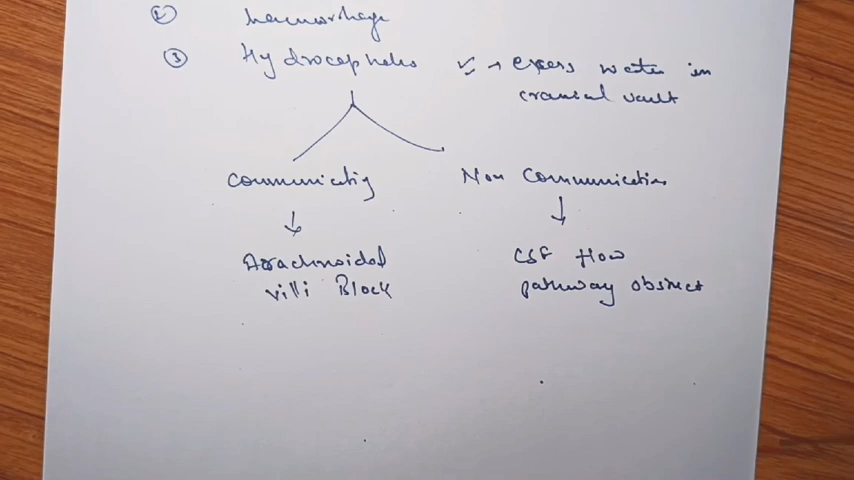 ② haemorrhage
③ Hydrocephalus ✓ → excess water in
cranial vault
Communicating Non Communicating
↓ ↓
Arachnoidal CSF flow
villi Block pathway obstruct